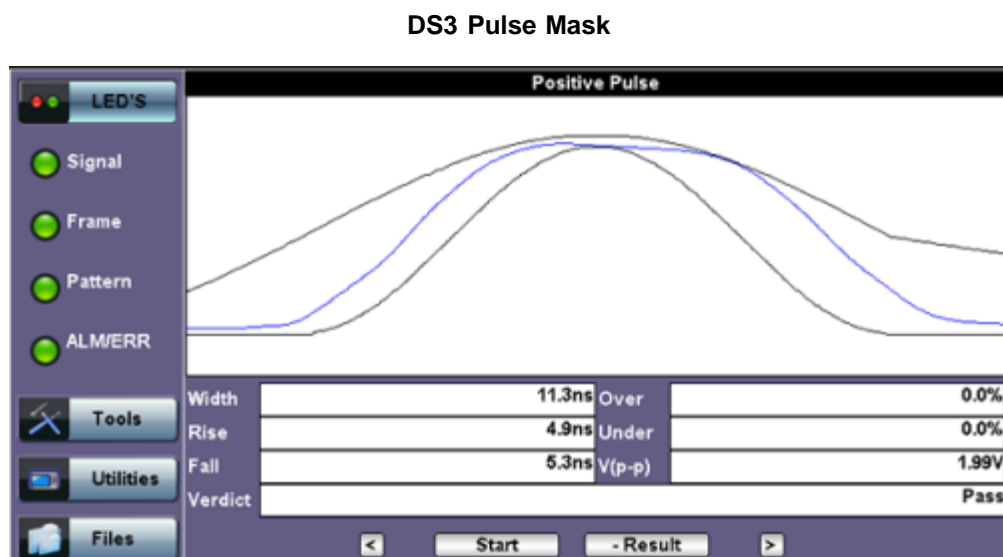 DS3 Pulse Mask
Positive Pulse
LED'S
Signal
Frame
Pattern
ALM/ERR
Tools
Utilities
Files
Width 11.3ns Over 0.0%
Rise 4.9ns Under 0.0%
Fall 5.3ns V(p-p) 1.99V
Verdict Pass
< Start - Result >